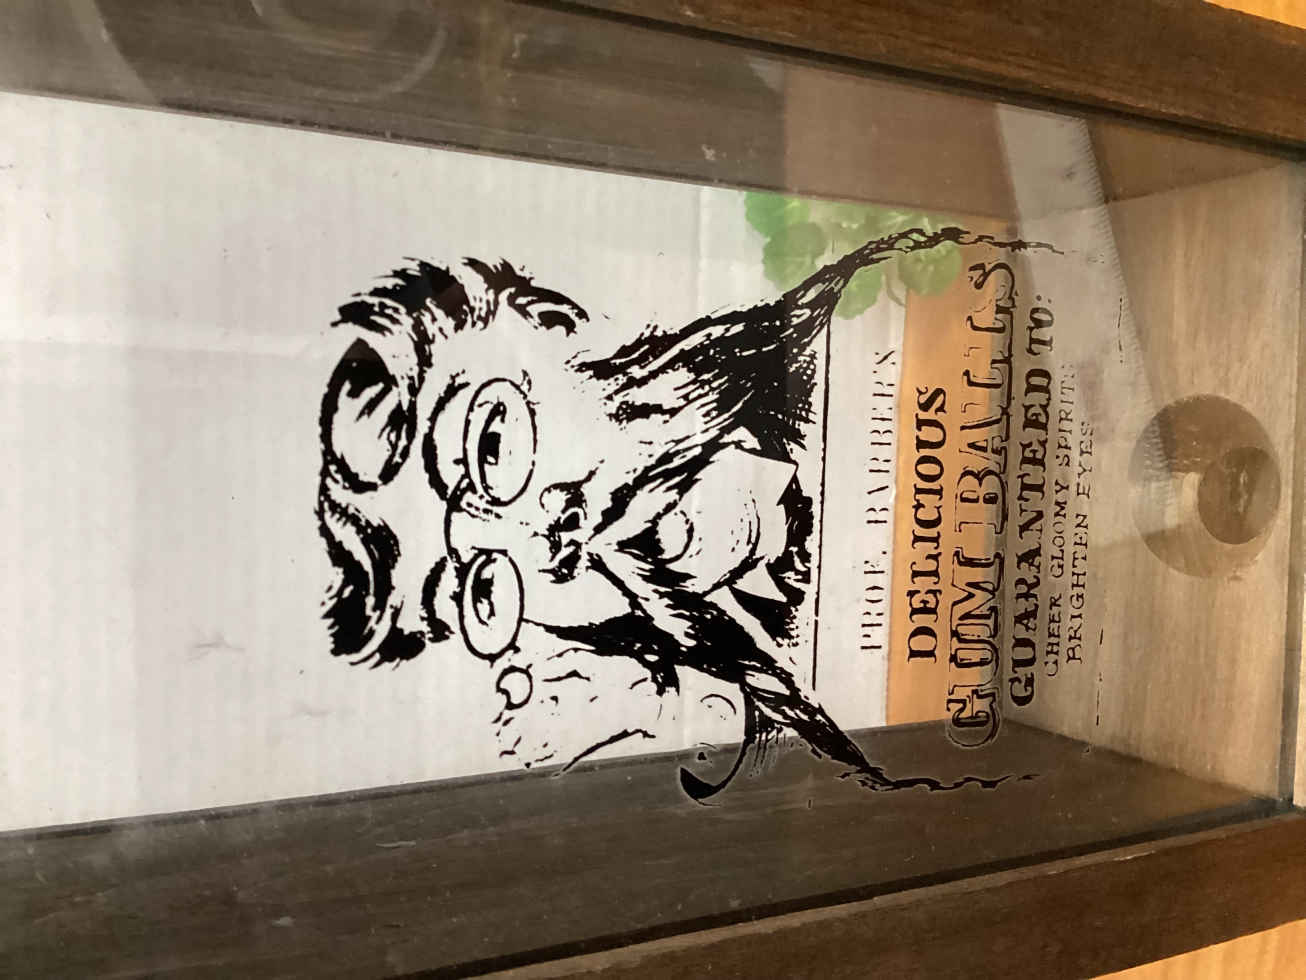 PROF. BARBER'S
DELICIOUS
GUM BALLS
GUARANTEED TO:
CHEER GLOOMY SPIRITS
BRIGHTEN EYES